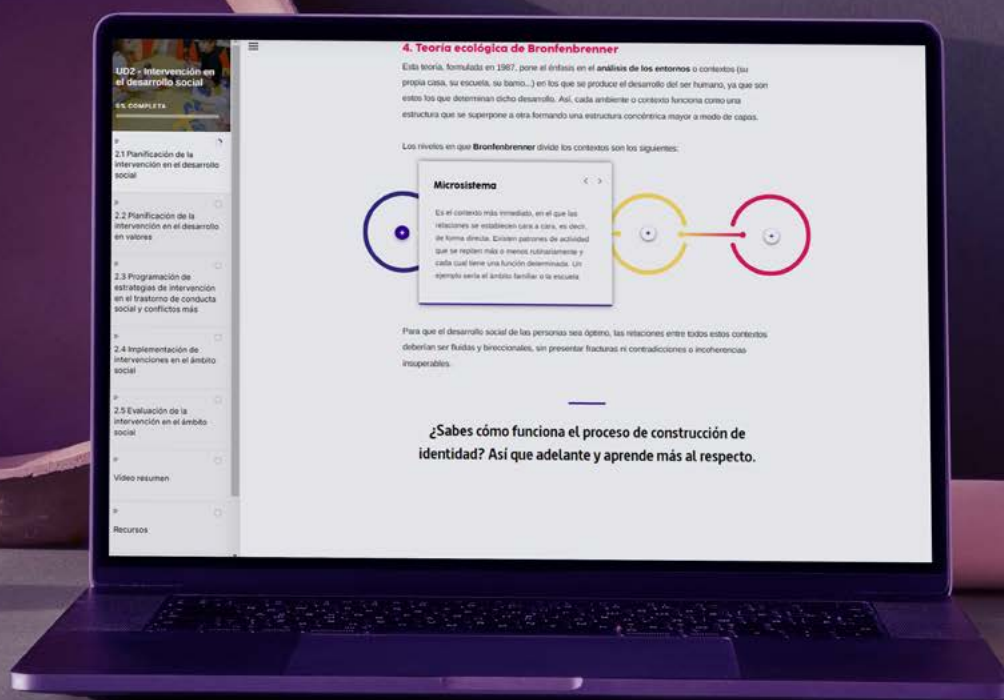 UD2 - Intervención en
el desarrollo social
5% COMPLETA
2.1 Planificación de la
intervención en el desarrollo
social
2.2 Planificación de la
intervención en el desarrollo
en valores
2.3 Programación de
estrategias de intervención
en el trastorno de conducta
social y conflictos más
2.4 Implementación de
intervenciones en el ámbito
social
2.5 Evaluación de la
intervención en el ámbito
social
Vídeo resumen
Recursos
4. Teoría ecológica de Bronfenbrenner
Esta teoría, formulada en 1987, pone el énfasis en el análisis de los entornos o contextos (su
propia casa, su escuela, su barrio...) en los que se produce el desarrollo del ser humano, ya que son
estos los que determinan dicho desarrollo. Así, cada ambiente o contexto funciona como una
estructura que se superpone a otra formando una estructura concéntrica mayor a modo de capas.
Los niveles en que Bronfenbrenner divide los contextos son los siguientes:
Microsistema
Es el contexto más inmediato, en el que las
relaciones se establecen cara a cara, es decir,
de forma directa. Existen patrones de actividad
que se repiten más o menos rutinariamente y
cada cual tiene una función determinada. Un
ejemplo sería el ámbito familiar o la escuela
Para que el desarrollo social de las personas sea óptimo, las relaciones entre todos estos contextos
deberían ser fluidas y bireccionales, sin presentar fracturas ni contradicciones o incoherencias
insuperables.
¿Sabes cómo funciona el proceso de construcción de
identidad? Así que adelante y aprende más al respecto.